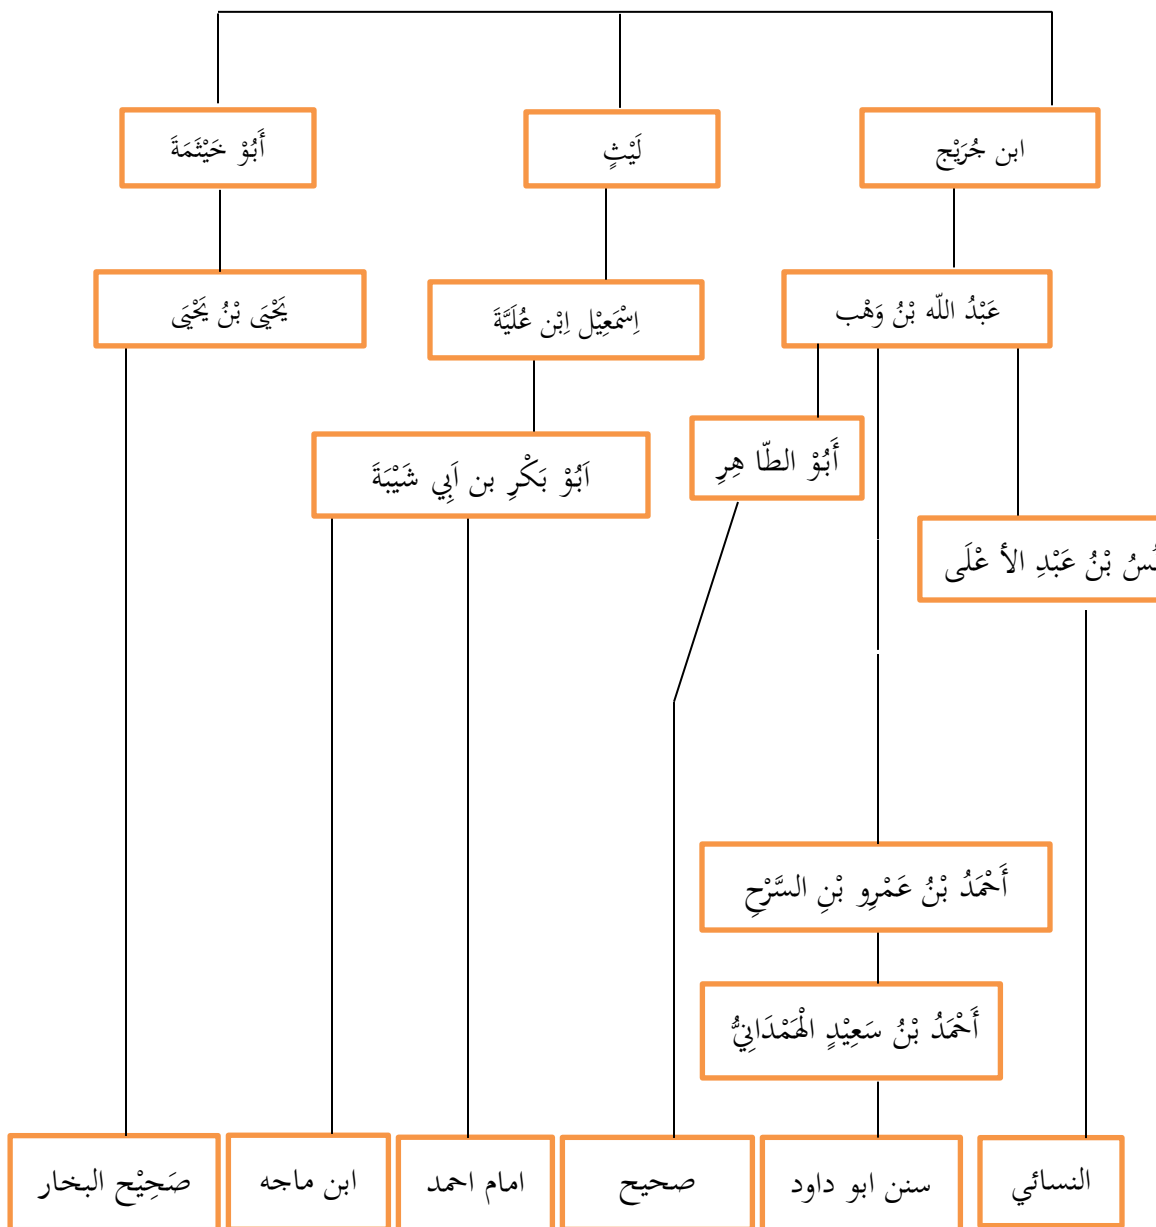 ابن جُرَيْج
لَيْثٍ
أَبُوْ خَيْثَمَةَ
عَبْدُ اللّه بْنُ وَهْب
اِسْمَعِيْل اِبْن عُلَيَّةَ
يَحْيَى بْنُ يَحْيَى
أَبُوْ الطّا هِرِ
اَبُوْ بَكْرِ بن اَبِي شَيْبَةَ
بْنُ عَبْدِ الأ عْلَى
أَحْمَدُ بْنُ عَمْرِو بْنِ السَّرْحِ
أَحْمَدُ بْنُ سَعِيْدٍ الْهَمْدَانِيُّ
النسائي
سنن ابو داود
صحيح
امام احمد
ابن ماجه
صَحِيْح البخار